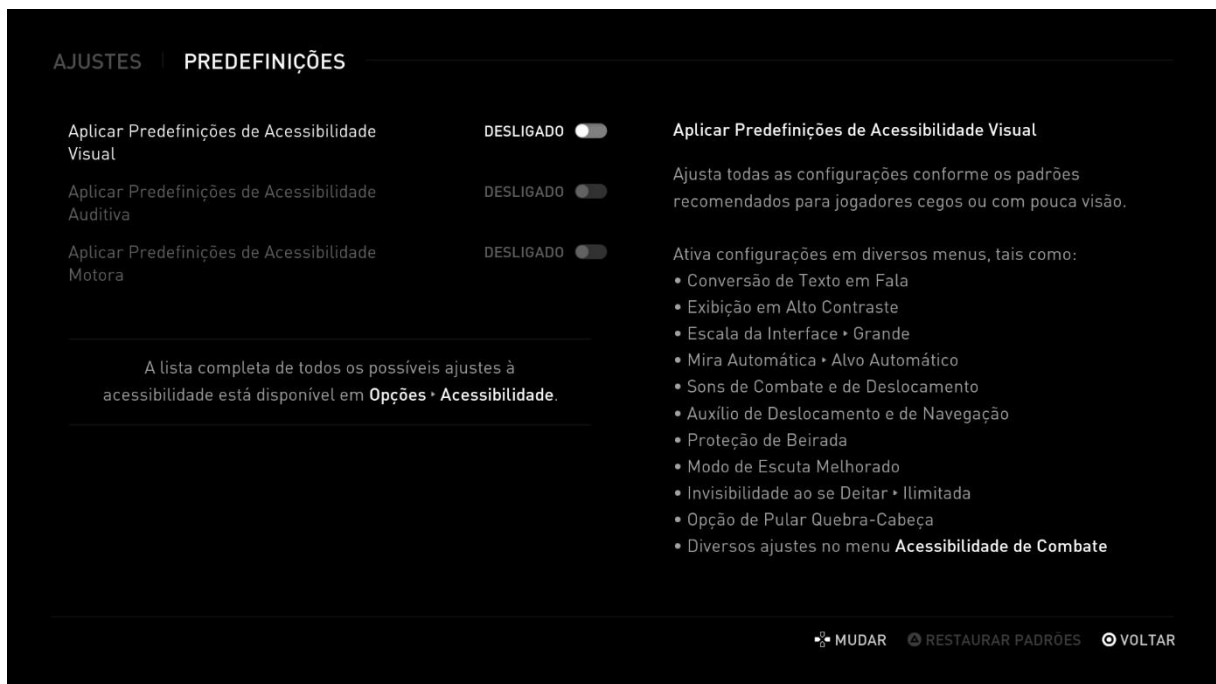 AJUSTES PREDEFINIÇÕES
Aplicar Predefinições de Acessibilidade
Visual
DESLIGADO
Aplicar Predefinições de Acessibilidade
Auditiva
DESLIGADO
Aplicar Predefinições de Acessibilidade
Motora
DESLIGADO
A lista completa de todos os possíveis ajustes à
acessibilidade está disponível em Opções ‣ Acessibilidade.
Aplicar Predefinições de Acessibilidade Visual
Ajusta todas as configurações conforme os padrões
recomendados para jogadores cegos ou com pouca visão.
Ativa configurações em diversos menus, tais como:
• Conversão de Texto em Fala
• Exibição em Alto Contraste
• Escala da Interface ‣ Grande
• Mira Automática ‣ Alvo Automático
• Sons de Combate e de Deslocamento
• Auxílio de Deslocamento e de Navegação
• Proteção de Beirada
• Modo de Escuta Melhorado
• Invisibilidade ao se Deitar ‣ Ilimitada
• Opção de Pular Quebra-Cabeça
• Diversos ajustes no menu Acessibilidade de Combate
MUDAR RESTAURAR PADRÕES VOLTAR